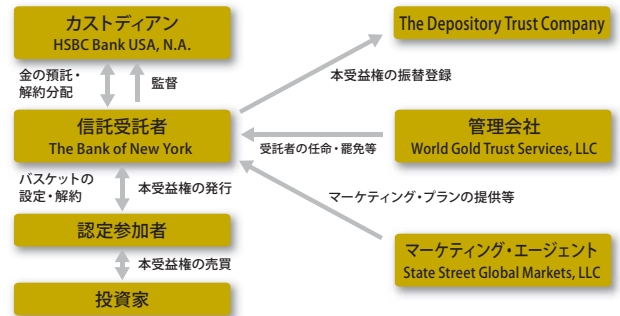 カストディアン
HSBC Bank USA, N.A.
The Depository Trust Company
金の預託・
解約分配
監督
本受益権の振替登録
信託受託者
The Bank of New York
受託者の任命・罷免等
管理会社
World Gold Trust Services, LLC
バスケットの
設定・解約
本受益権の発行
マーケティング・プランの提供等
認定参加者
本受益権の売買
マーケティング・エージェント
State Street Global Markets, LLC
投資家